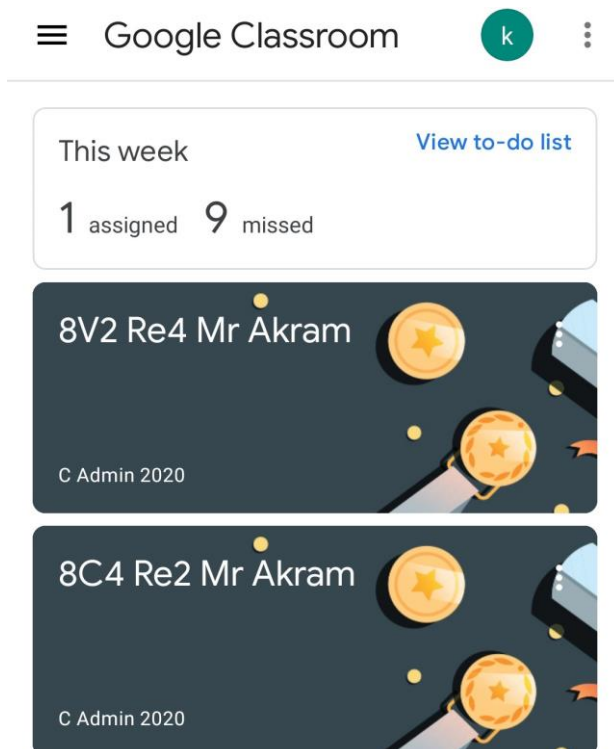 Google Classroom k
This week View to-do list
1 assigned 9 missed
8V2 Re4 Mr Akram
C Admin 2020
8C4 Re2 Mr Akram
C Admin 2020